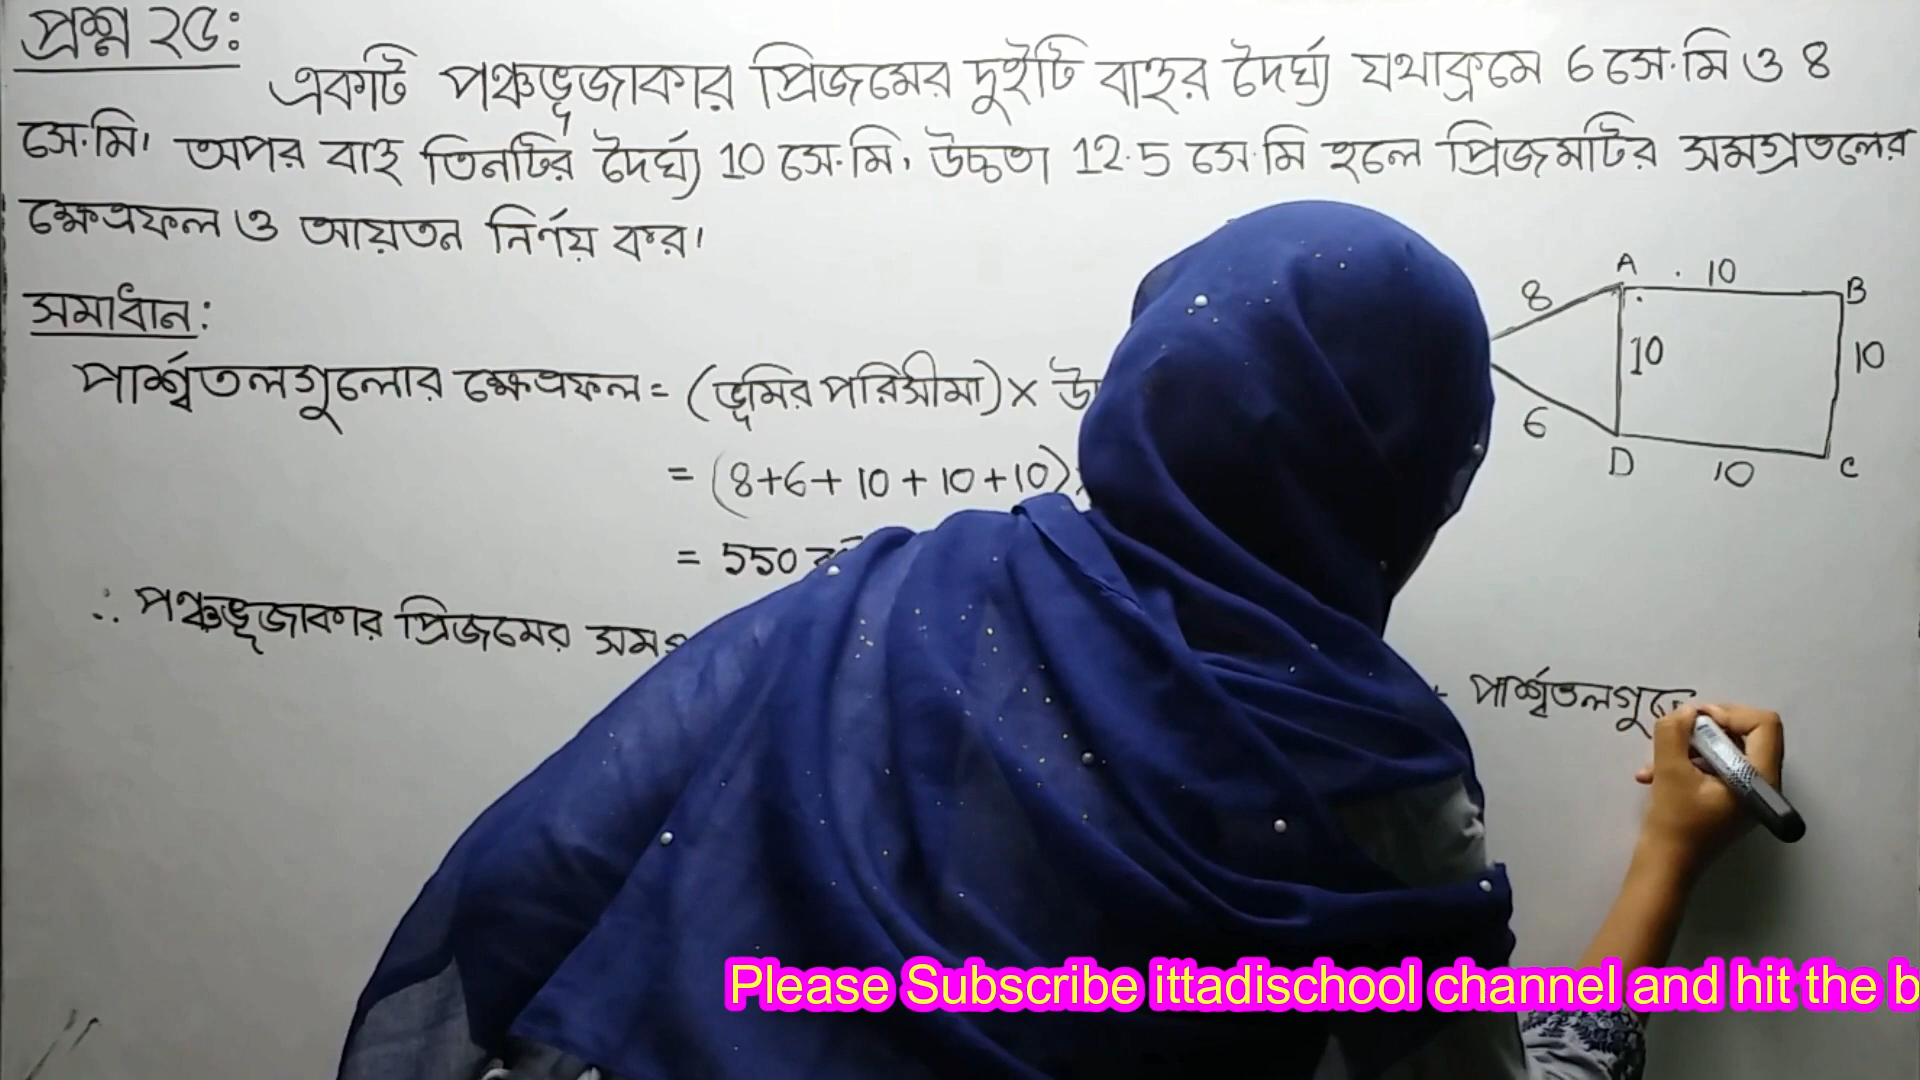 প্রশ্ন ২৫:
একটি পঞ্চভূজাকার প্রিজমের দুইটি বাহুর দৈর্ঘ্য যথাক্রমে 6 সে.মি ও 8
সে.মি। অপর বাহু তিনটির দৈর্ঘ্য 10 সে.মি, উচ্চতা 12.5 সে.মি হলে প্রিজমটির সমগ্রতলের
ক্ষেত্রফল ও আয়তন নির্ণয় কর।
সমাধান:
পার্শ্বতলগুলোর ক্ষেত্রফল = (ভূমির পরিসীমা) ×
= (8+6+10+10+10)
= 550
∴ পঞ্চভূজাকার প্রিজমের
+
A 10 B
8 10 10
6 D 10 C
Please Subscribe ittadischool channel and hit the b